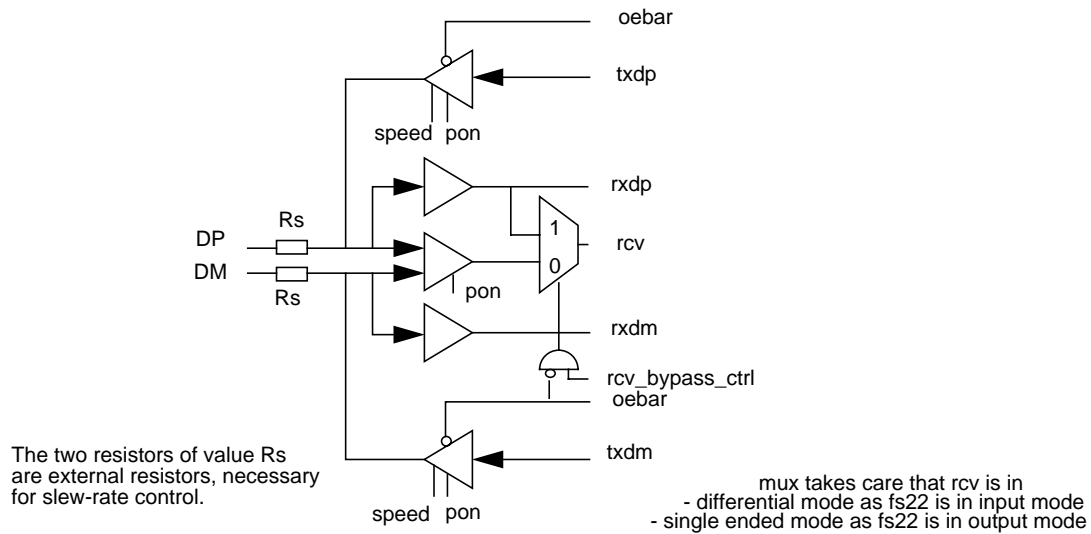 oebar
txdp
speed pon
rxdp
Rs
1
DP
rcv
DM
0
Rs
pon
rxdm
rcv_bypass_ctrl
oebar
txdm
The two resistors of value Rs
are external resistors, necessary
for slew-rate control.
speed pon
mux takes care that rcv is in
- differential mode as fs22 is in input mode
- single ended mode as fs22 is in output mode